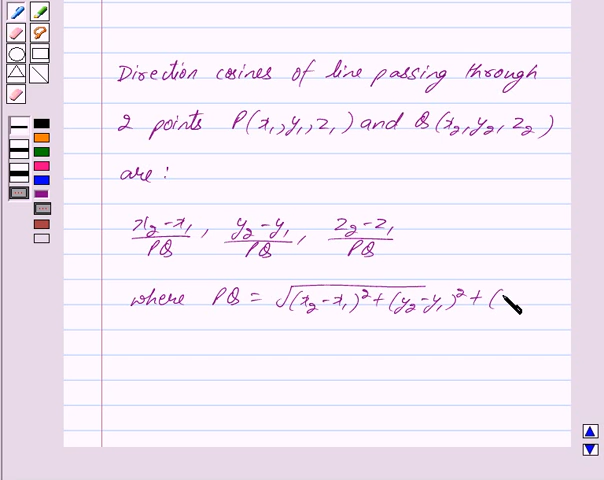 Direction cosines of line passing through
2 points P(x₁, y₁, z₁) and Q(x₂, y₂, z₂)
are :
x₂-x₁/PQ , y₂-y₁/PQ , z₂-z₁/PQ
where PQ = √(x₂-x₁)²+(y₂-y₁)²+(